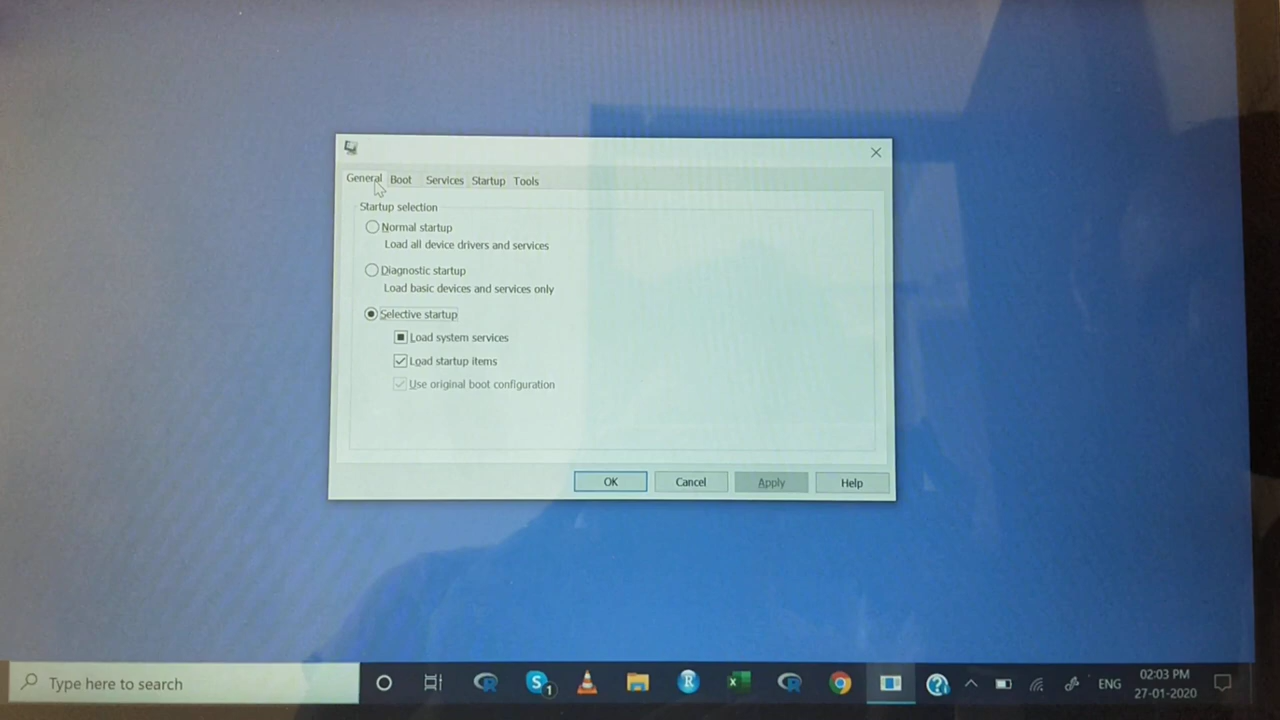 General Boot Services Startup Tools
Startup selection
Normal startup
Load all device drivers and services
Diagnostic startup
Load basic devices and services only
Selective startup
Load system services
Load startup items
Use original boot configuration
OK Cancel Apply Help
Type here to search
S 1
R
ENG
02:03 PM
27-01-2020